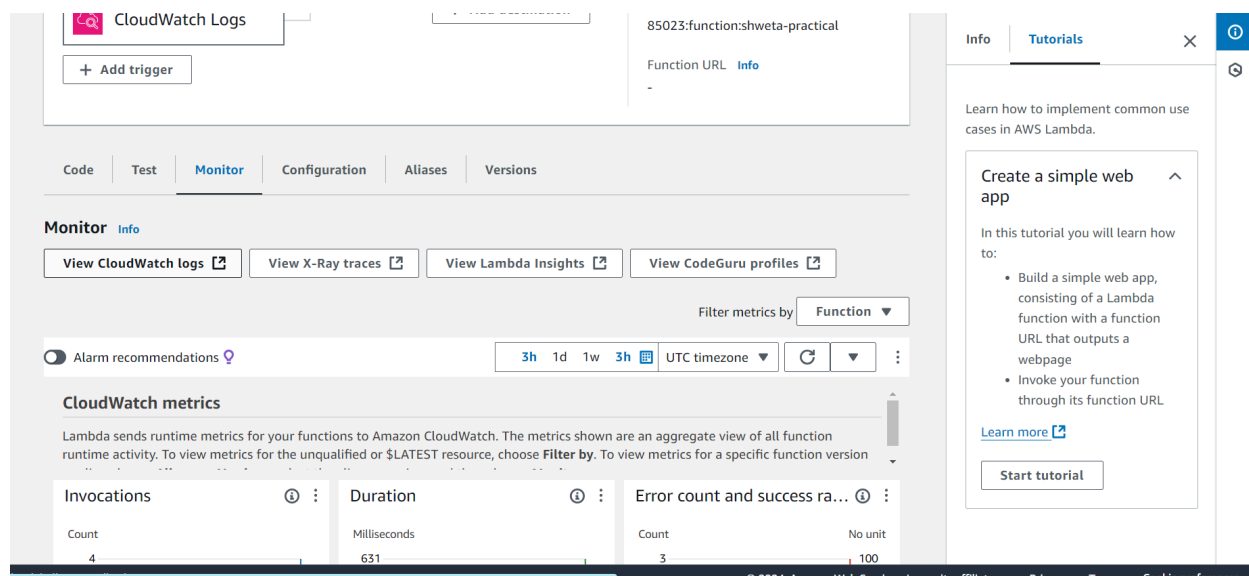 CloudWatch Logs
+ Add trigger
85023:function:shweta-practical
Function URL Info
-
Code Test Monitor Configuration Aliases Versions
Monitor Info
View CloudWatch logs
View X-Ray traces
View Lambda Insights
View CodeGuru profiles
Filter metrics by Function
Alarm recommendations
3h 1d 1w 3h UTC timezone
CloudWatch metrics
Lambda sends runtime metrics for your functions to Amazon CloudWatch. The metrics shown are an aggregate view of all function
runtime activity. To view metrics for the unqualified or $LATEST resource, choose Filter by. To view metrics for a specific function version
Invocations
Count
4
Duration
Milliseconds
631
Error count and success ra...
Count No unit
3 100
Info Tutorials
Learn how to implement common use
cases in AWS Lambda.
Create a simple web
app
In this tutorial you will learn how
to:
• Build a simple web app,
consisting of a Lambda
function with a function
URL that outputs a
webpage
• Invoke your function
through its function URL
Learn more
Start tutorial